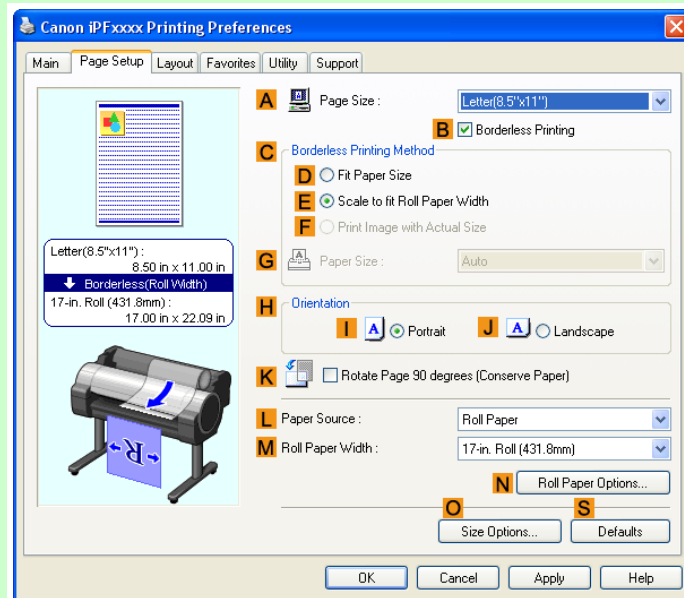 Canon iPFxxxx Printing Preferences
Main Page Setup Layout Favorites Utility Support
A Page Size : Letter(8.5"x11")
B Borderless Printing
C Borderless Printing Method
D Fit Paper Size
E Scale to fit Roll Paper Width
F Print Image with Actual Size
G Paper Size : Auto
Letter(8.5"x11") :
8.50 in x 11.00 in
Borderless(Roll Width)
17-in. Roll (431.8mm) :
17.00 in x 22.09 in
H Orientation
I A Portrait J A Landscape
K Rotate Page 90 degrees (Conserve Paper)
L Paper Source : Roll Paper
M Roll Paper Width : 17-in. Roll (431.8mm)
R
N Roll Paper Options...
O S
Size Options... Defaults
OK Cancel Apply Help